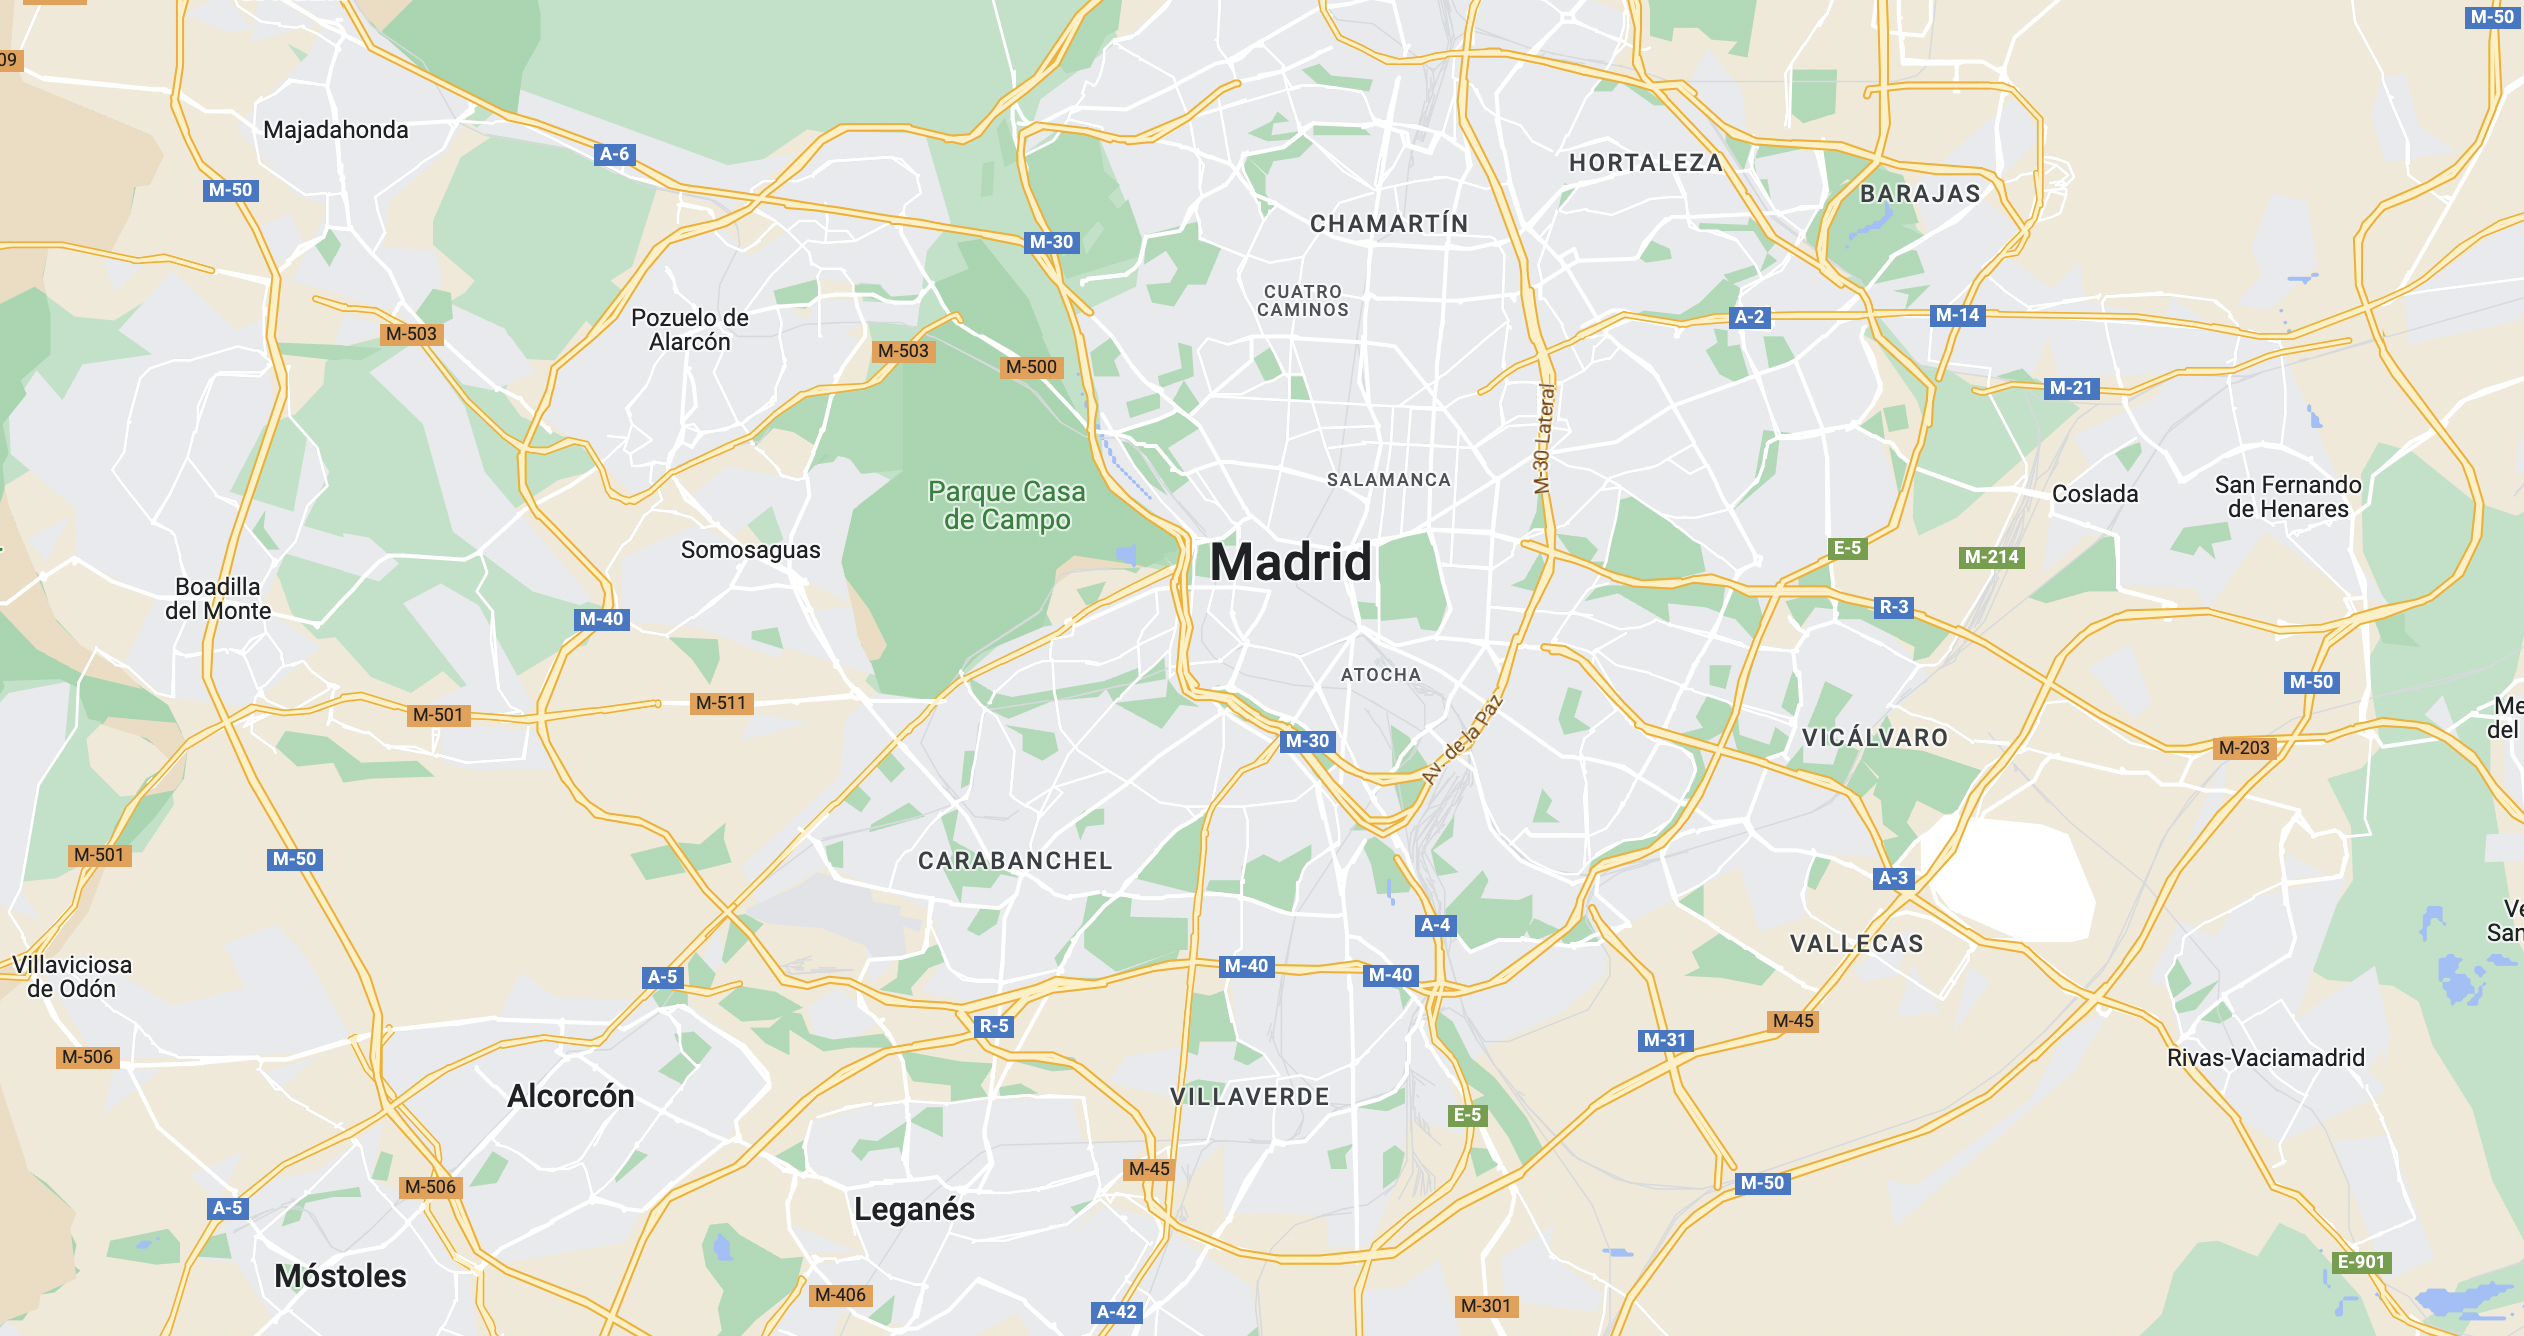 M-50
09
Majadahonda
A-6
HORTALEZA
M-50
BARAJAS
CHAMARTÍN
M-30
CUATRO
CAMINOS
Pozuelo de
Alarcón
A-2
M-14
M-503
M-503
M-500
M-21
M-30 Lateral
SALAMANCA
Parque Casa
de Campo
Coslada
San Fernando
de Henares
Somosaguas
Madrid
E-5
M-214
Boadilla
del Monte
M-40
R-3
ATOCHA
M-50
M-511
M-501
Me
del
Av. de la Paz
M-30
VICÁLVARO
M-203
M-501
M-50
CARABANCHEL
A-3
Ve
San
A-4
VALLECAS
Villaviciosa
de Odón
A-5
M-40
M-40
R-5
M-45
M-31
M-506
Rivas-Vaciamadrid
Alcorcón
VILLAVERDE
E-5
M-45
M-506
M-50
A-5
Leganés
E-901
Móstoles
M-406
A-42
M-301